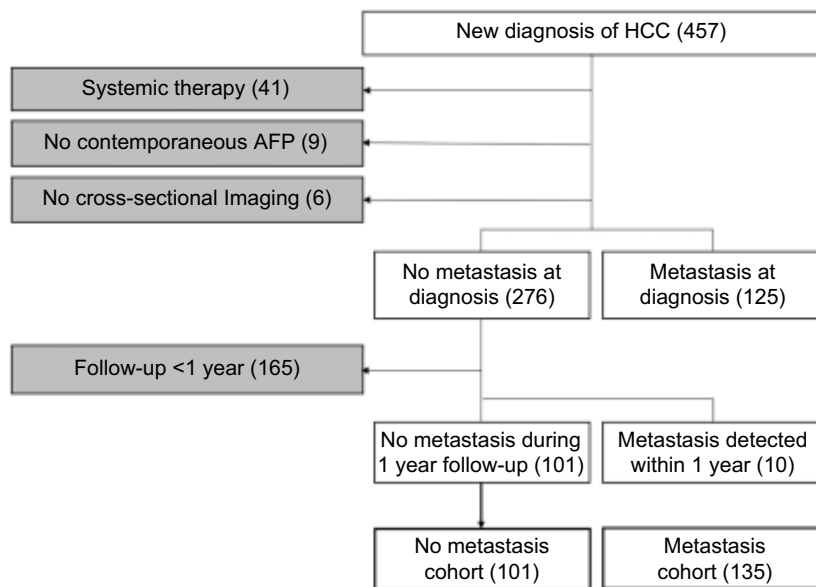 New diagnosis of HCC (457)
Systemic therapy (41)
No contemporaneous AFP (9)
No cross-sectional Imaging (6)
No metastasis at
diagnosis (276)
Metastasis at
diagnosis (125)
Follow-up <1 year (165)
No metastasis during
1 year follow-up (101)
Metastasis detected
within 1 year (10)
No metastasis
cohort (101)
Metastasis
cohort (135)